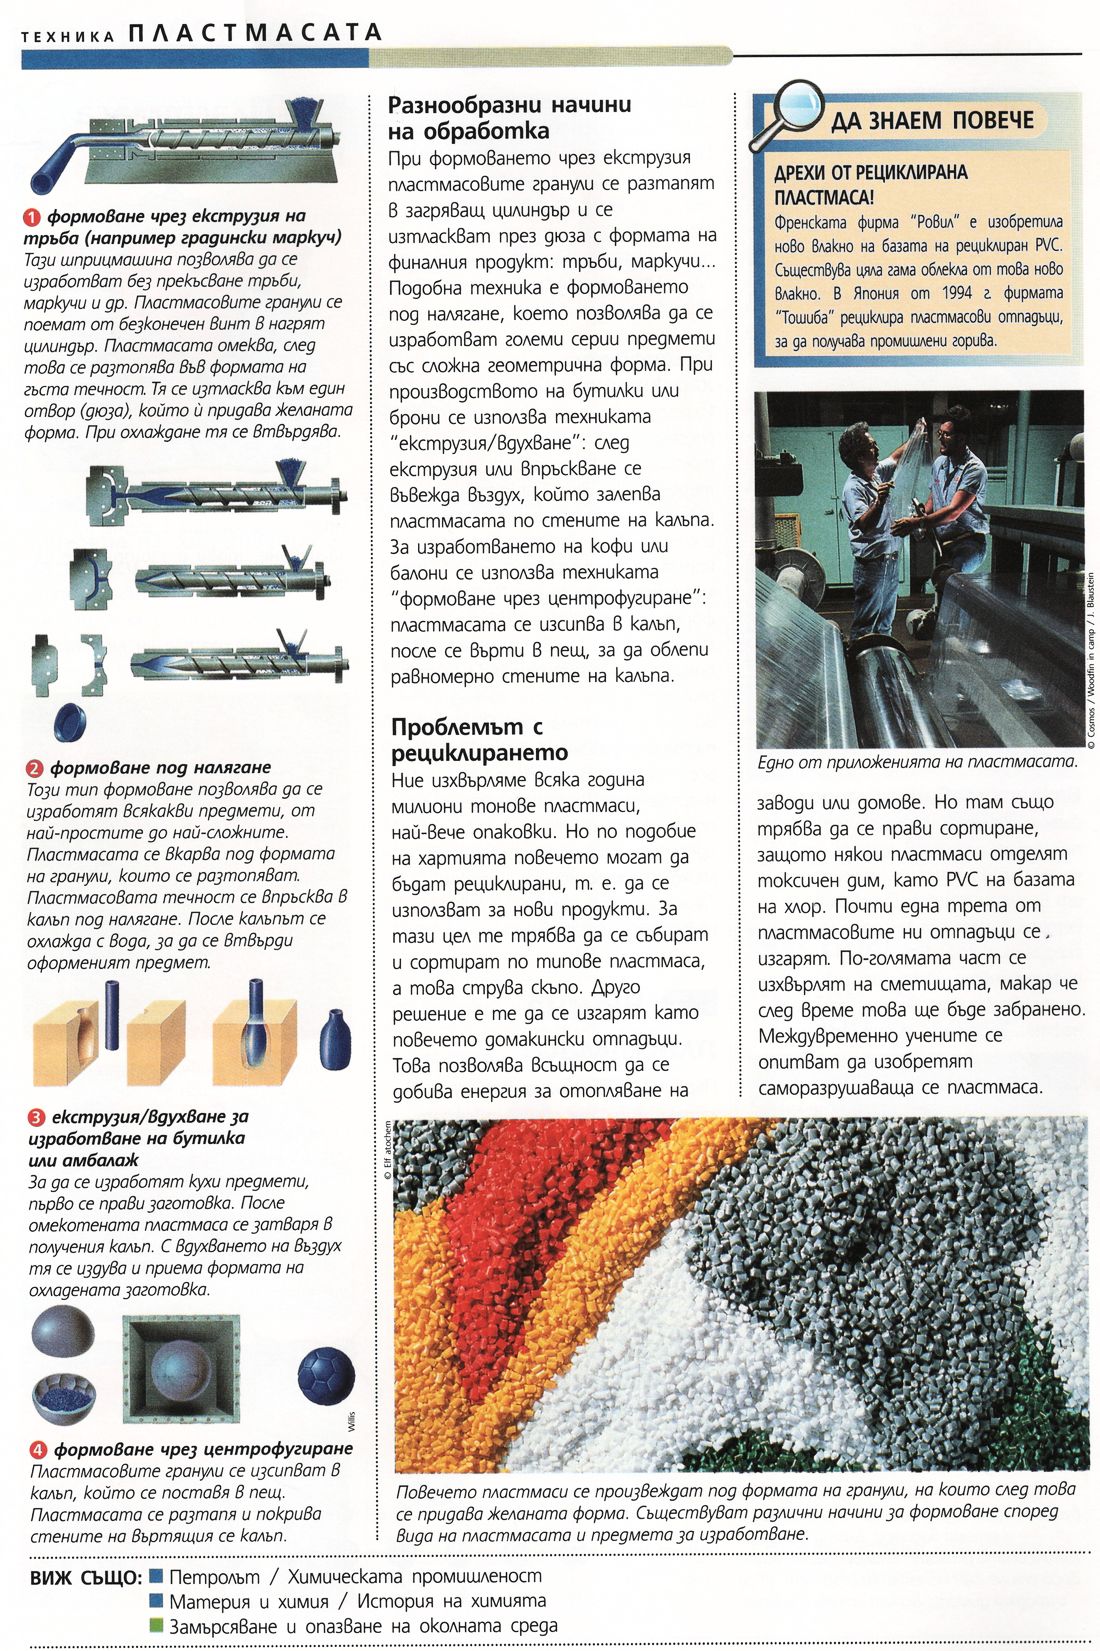 ТЕХНИКА ПЛАСТМАСАТА
1 формоване чрез екструзия на
тръба (например градински маркуч)
Тази шприцмашина позволява да се
изработват без прекъсване тръби,
маркучи и др. Пластмасовите гранули се
поемат от безконечен винт в нагрят
цилиндър. Пластмасата омеква, след
това се разтопява във формата на
гъста течност. Тя се изтласква към един
отвор (дюза), който ѝ придава желаната
форма. При охлаждане тя се втвърдява.
2 формоване под налягане
Този тип формоване позволява да се
изработят всякакви предмети, от
най-простите до най-сложните.
Пластмасата се вкарва под формата
на гранули, които се разтопяват.
Пластмасовата течност се впръсква в
калъп под налягане. После калъпът се
охлажда с вода, за да се втвърди
оформеният предмет.
3 екструзия/вдухване за
изработване на бутилка
или амбалаж
За да се изработят кухи предмети,
първо се прави заготовка. После
омекотената пластмаса се затваря в
получения калъп. С вдухването на въздух
тя се издува и приема формата на
охладената заготовка.
Willis
4 формоване чрез центрофугиране
Пластмасовите гранули се изсипват в
калъп, който се поставя в пещ.
Пластмасата се разтапя и покрива
стените на въртящия се калъп.
Разнообразни начини
на обработка
При формоването чрез екструзия
пластмасовите гранули се разтапят
в загряващ цилиндър и се
изтласкват през дюза с формата на
финалния продукт: тръби, маркучи...
Подобна техника е формоването
под налягане, което позволява да се
изработват големи серии предмети
със сложна геометрична форма. При
производството на бутилки или
брони се използва техниката
“екструзия/вдухване”: след
екструзия или впръскване се
въвежда въздух, който залепва
пластмасата по стените на калъпа.
За изработването на кофи или
балони се използва техниката
“формоване чрез центрофугиране”:
пластмасата се изсипва в калъп,
после се върти в пещ, за да облепи
равномерно стените на калъпа.
Проблемът с
рециклирането
Ние изхвърляме всяка година
милиони тонове пластмаси,
най-вече опаковки. Но по подобие
на хартията повечето могат да
бъдат рециклирани, т. е. да се
използват за нови продукти. За
тази цел те трябва да се събират
и сортират по типове пластмаса,
а това струва скъпо. Друго
решение е те да се изгарят като
повечето домакински отпадъци.
Това позволява всъщност да се
добива енергия за отопляване на
ДА ЗНАЕМ ПОВЕЧЕ
ДРЕХИ ОТ РЕЦИКЛИРАНА
ПЛАСТМАСА!
Френската фирма “Ровил” е изобретила
ново влакно на базата на рециклиран PVC.
Съществува цяла гама облекла от това ново
влакно. В Япония от 1994 г. фирмата
“Тошиба” рециклира пластмасови отпадъци,
за да получава промишлени горива.
© Cosmos / Woodfin in camp / J. Blaustein
Едно от приложенията на пластмасата.
заводи или домове. Но там също
трябва да се прави сортиране,
защото някои пластмаси отделят
токсичен дим, като PVC на базата
на хлор. Почти една трета от
пластмасовите ни отпадъци се
изгарят. По-голямата част се
изхвърлят на сметищата, макар че
след време това ще бъде забранено.
Междувременно учените се
опитват да изобретят
саморазрушаваща се пластмаса.
© Elf atochem
Повечето пластмаси се произвеждат под формата на гранули, на които след това
се придава желаната форма. Съществуват различни начини за формоване според
вида на пластмасата и предмета за изработване.
ВИЖ СЪЩО: Петролът / Химическата промишленост
Материя и химия / История на химията
Замърсяване и опазване на околната среда